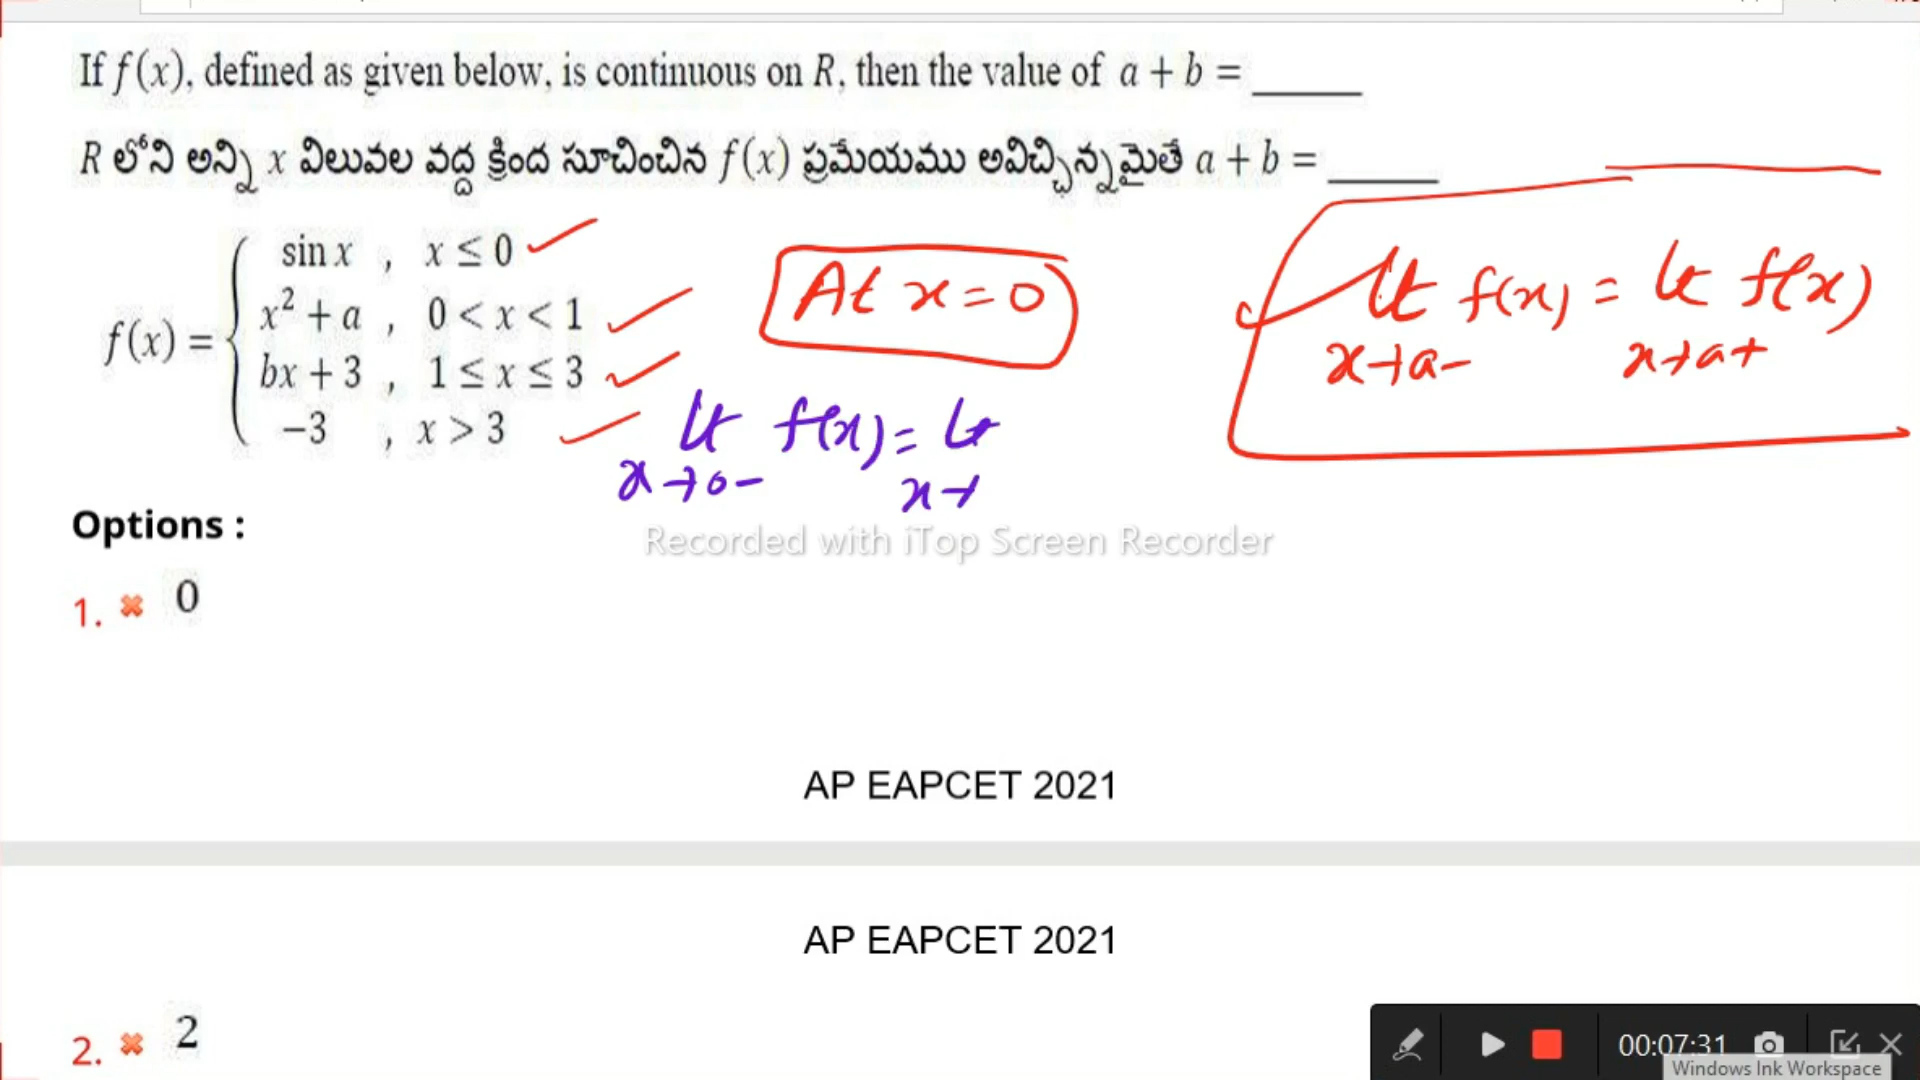 If f(x), defined as given below, is continuous on R, then the value of a + b = ______
R లోని అన్ని x విలువల వద్ద క్రింద సూచించిన f(x) ప్రమేయము అవిచ్ఛిన్నమైతే a + b = ______
f(x) = { sin x , x ≤ 0
x² + a , 0 < x < 1
bx + 3 , 1 ≤ x ≤ 3
−3 , x > 3
At x = 0
lt f(x) = lt f(x)
x→a− x→a+
lt f(x) = lt
x→0− x→
Options :
Recorded with iTop Screen Recorder
1. ✖ 0
AP EAPCET 2021
AP EAPCET 2021
2. ✖ 2
00:07:31
Windows Ink Workspace